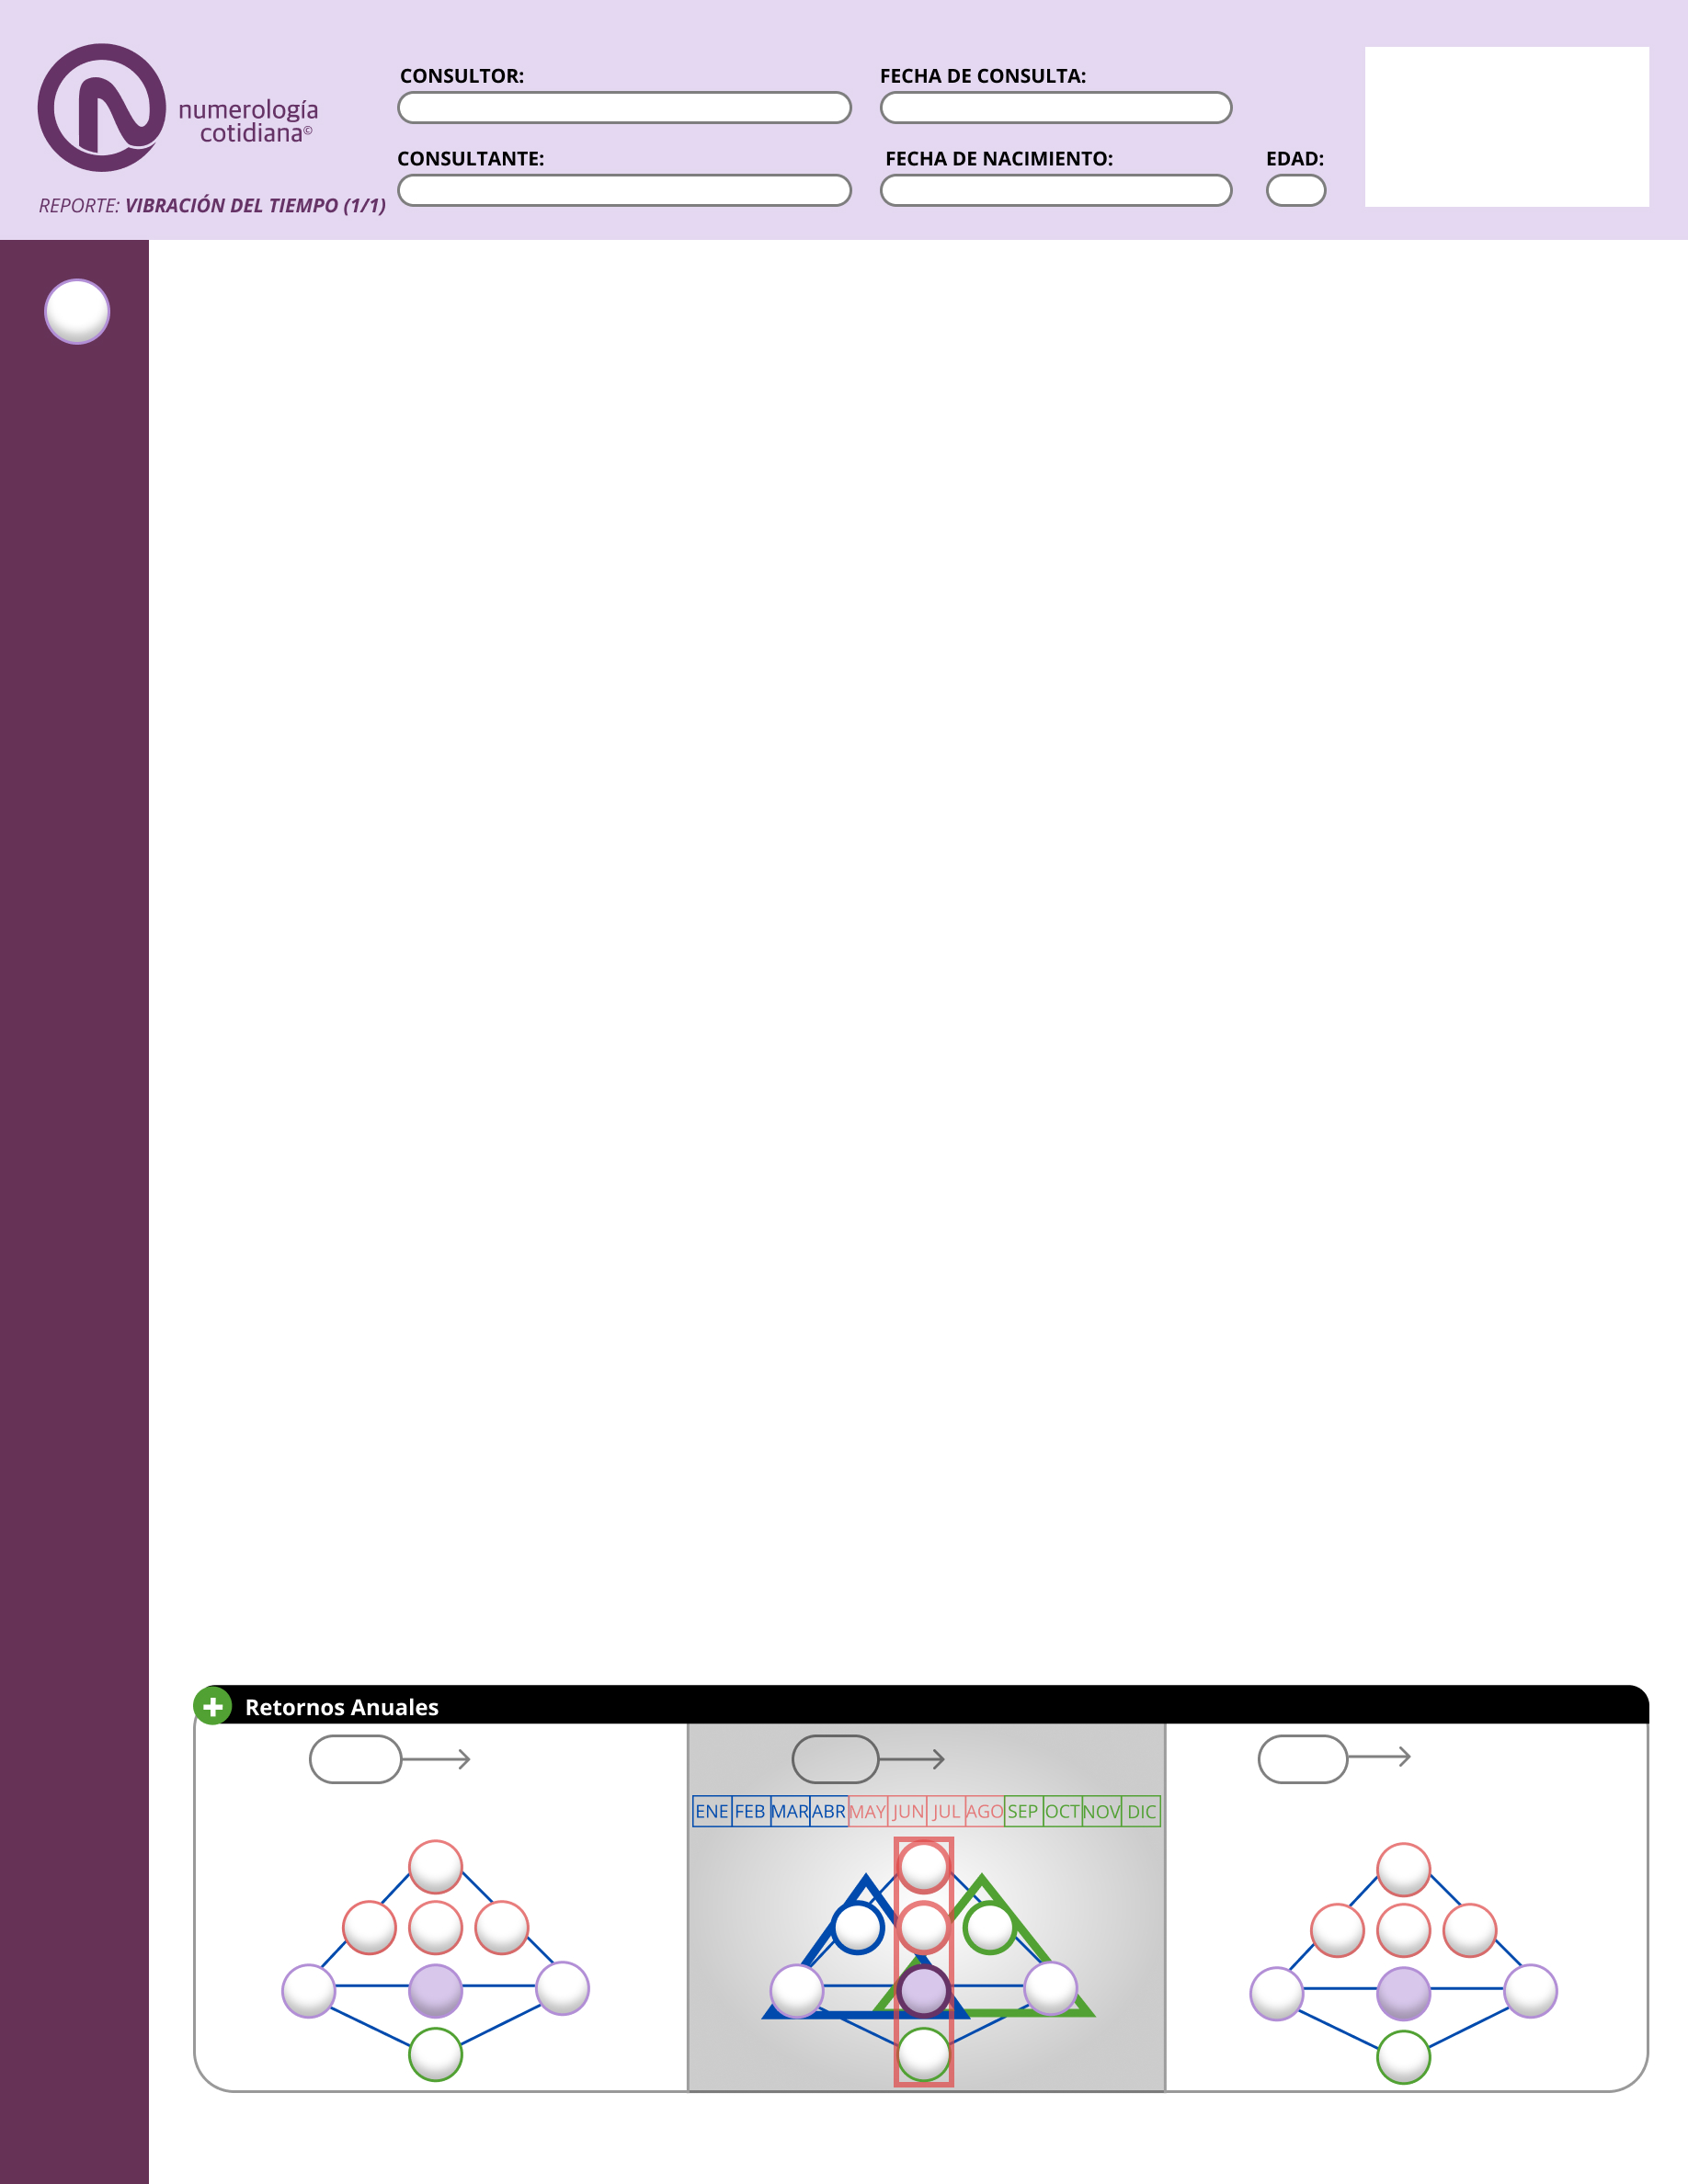 numerología
cotidiana©
REPORTE: VIBRACIÓN DEL TIEMPO (1/1)
CONSULTOR:
FECHA DE CONSULTA:
CONSULTANTE:
FECHA DE NACIMIENTO:
EDAD:
Retornos Anuales
ENE FEB MAR ABR MAY JUN JUL AGO SEP OCT NOV DIC